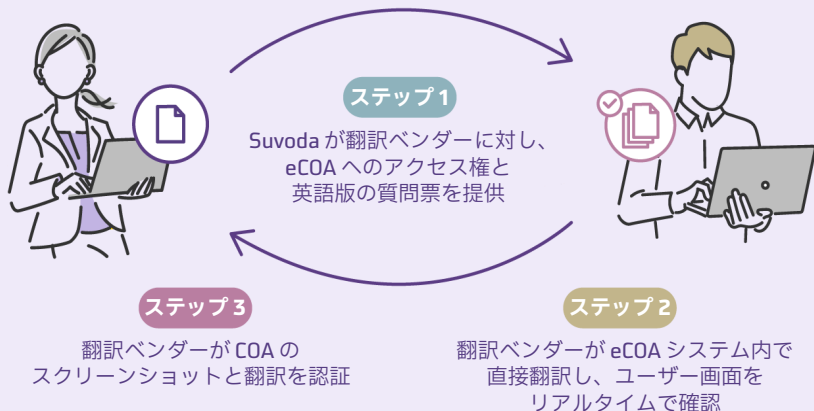 ステップ1
Suvoda が翻訳ベンダーに対し、
eCOA へのアクセス権と
英語版の質問票を提供
ステップ3
翻訳ベンダーが COA の
スクリーンショットと翻訳を認証
ステップ2
翻訳ベンダーが eCOA システム内で
直接翻訳し、ユーザー画面を
リアルタイムで確認